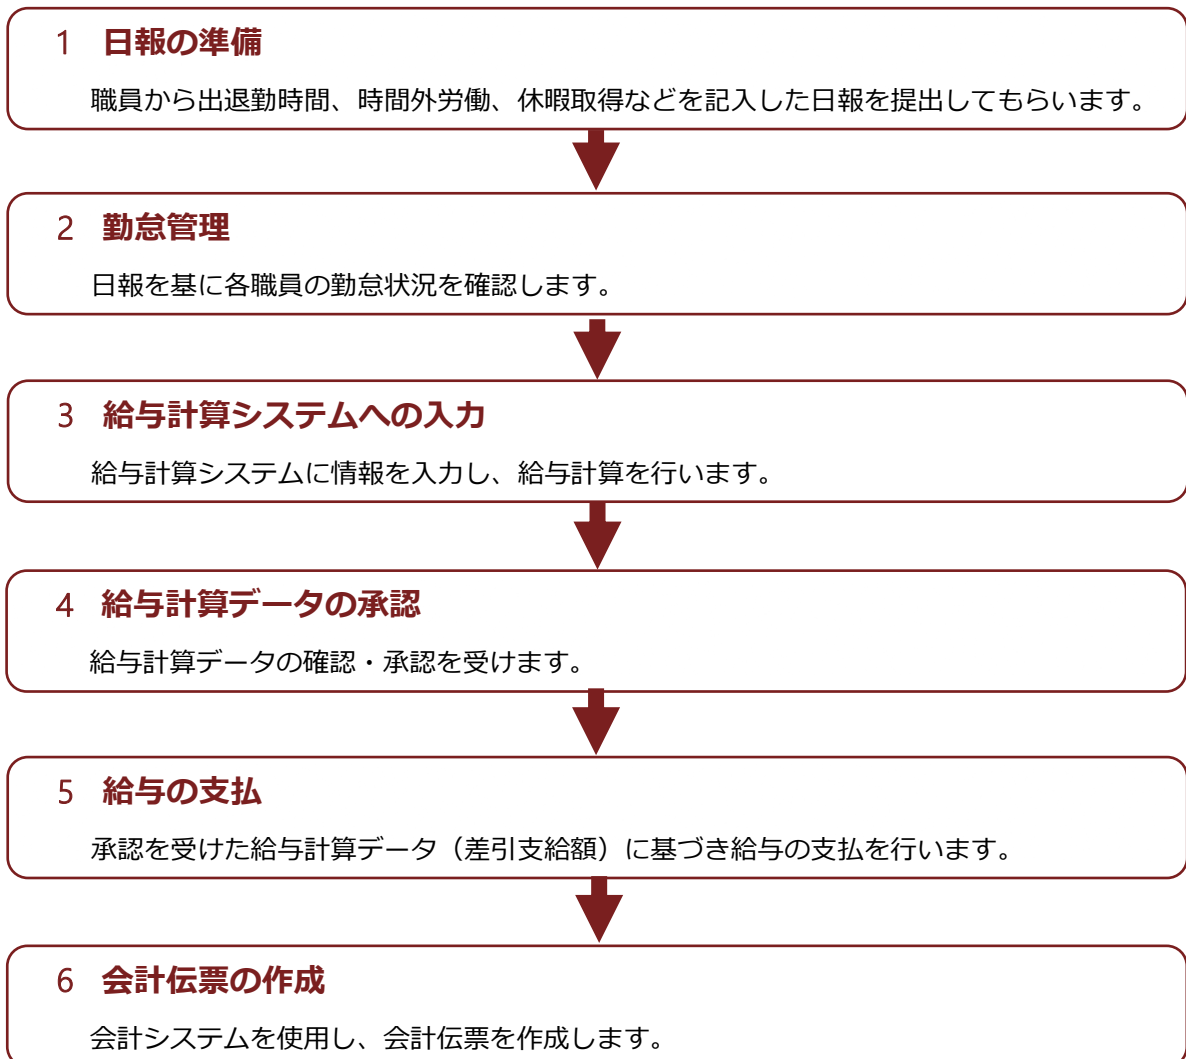 1 日報の準備
職員から出退勤時間、時間外労働、休暇取得などを記入した日報を提出してもらいます。
2 勤怠管理
日報を基に各職員の勤怠状況を確認します。
3 給与計算システムへの入力
給与計算システムに情報を入力し、給与計算を行います。
4 給与計算データの承認
給与計算データの確認・承認を受けます。
5 給与の支払
承認を受けた給与計算データ（差引支給額）に基づき給与の支払を行います。
6 会計伝票の作成
会計システムを使用し、会計伝票を作成します。